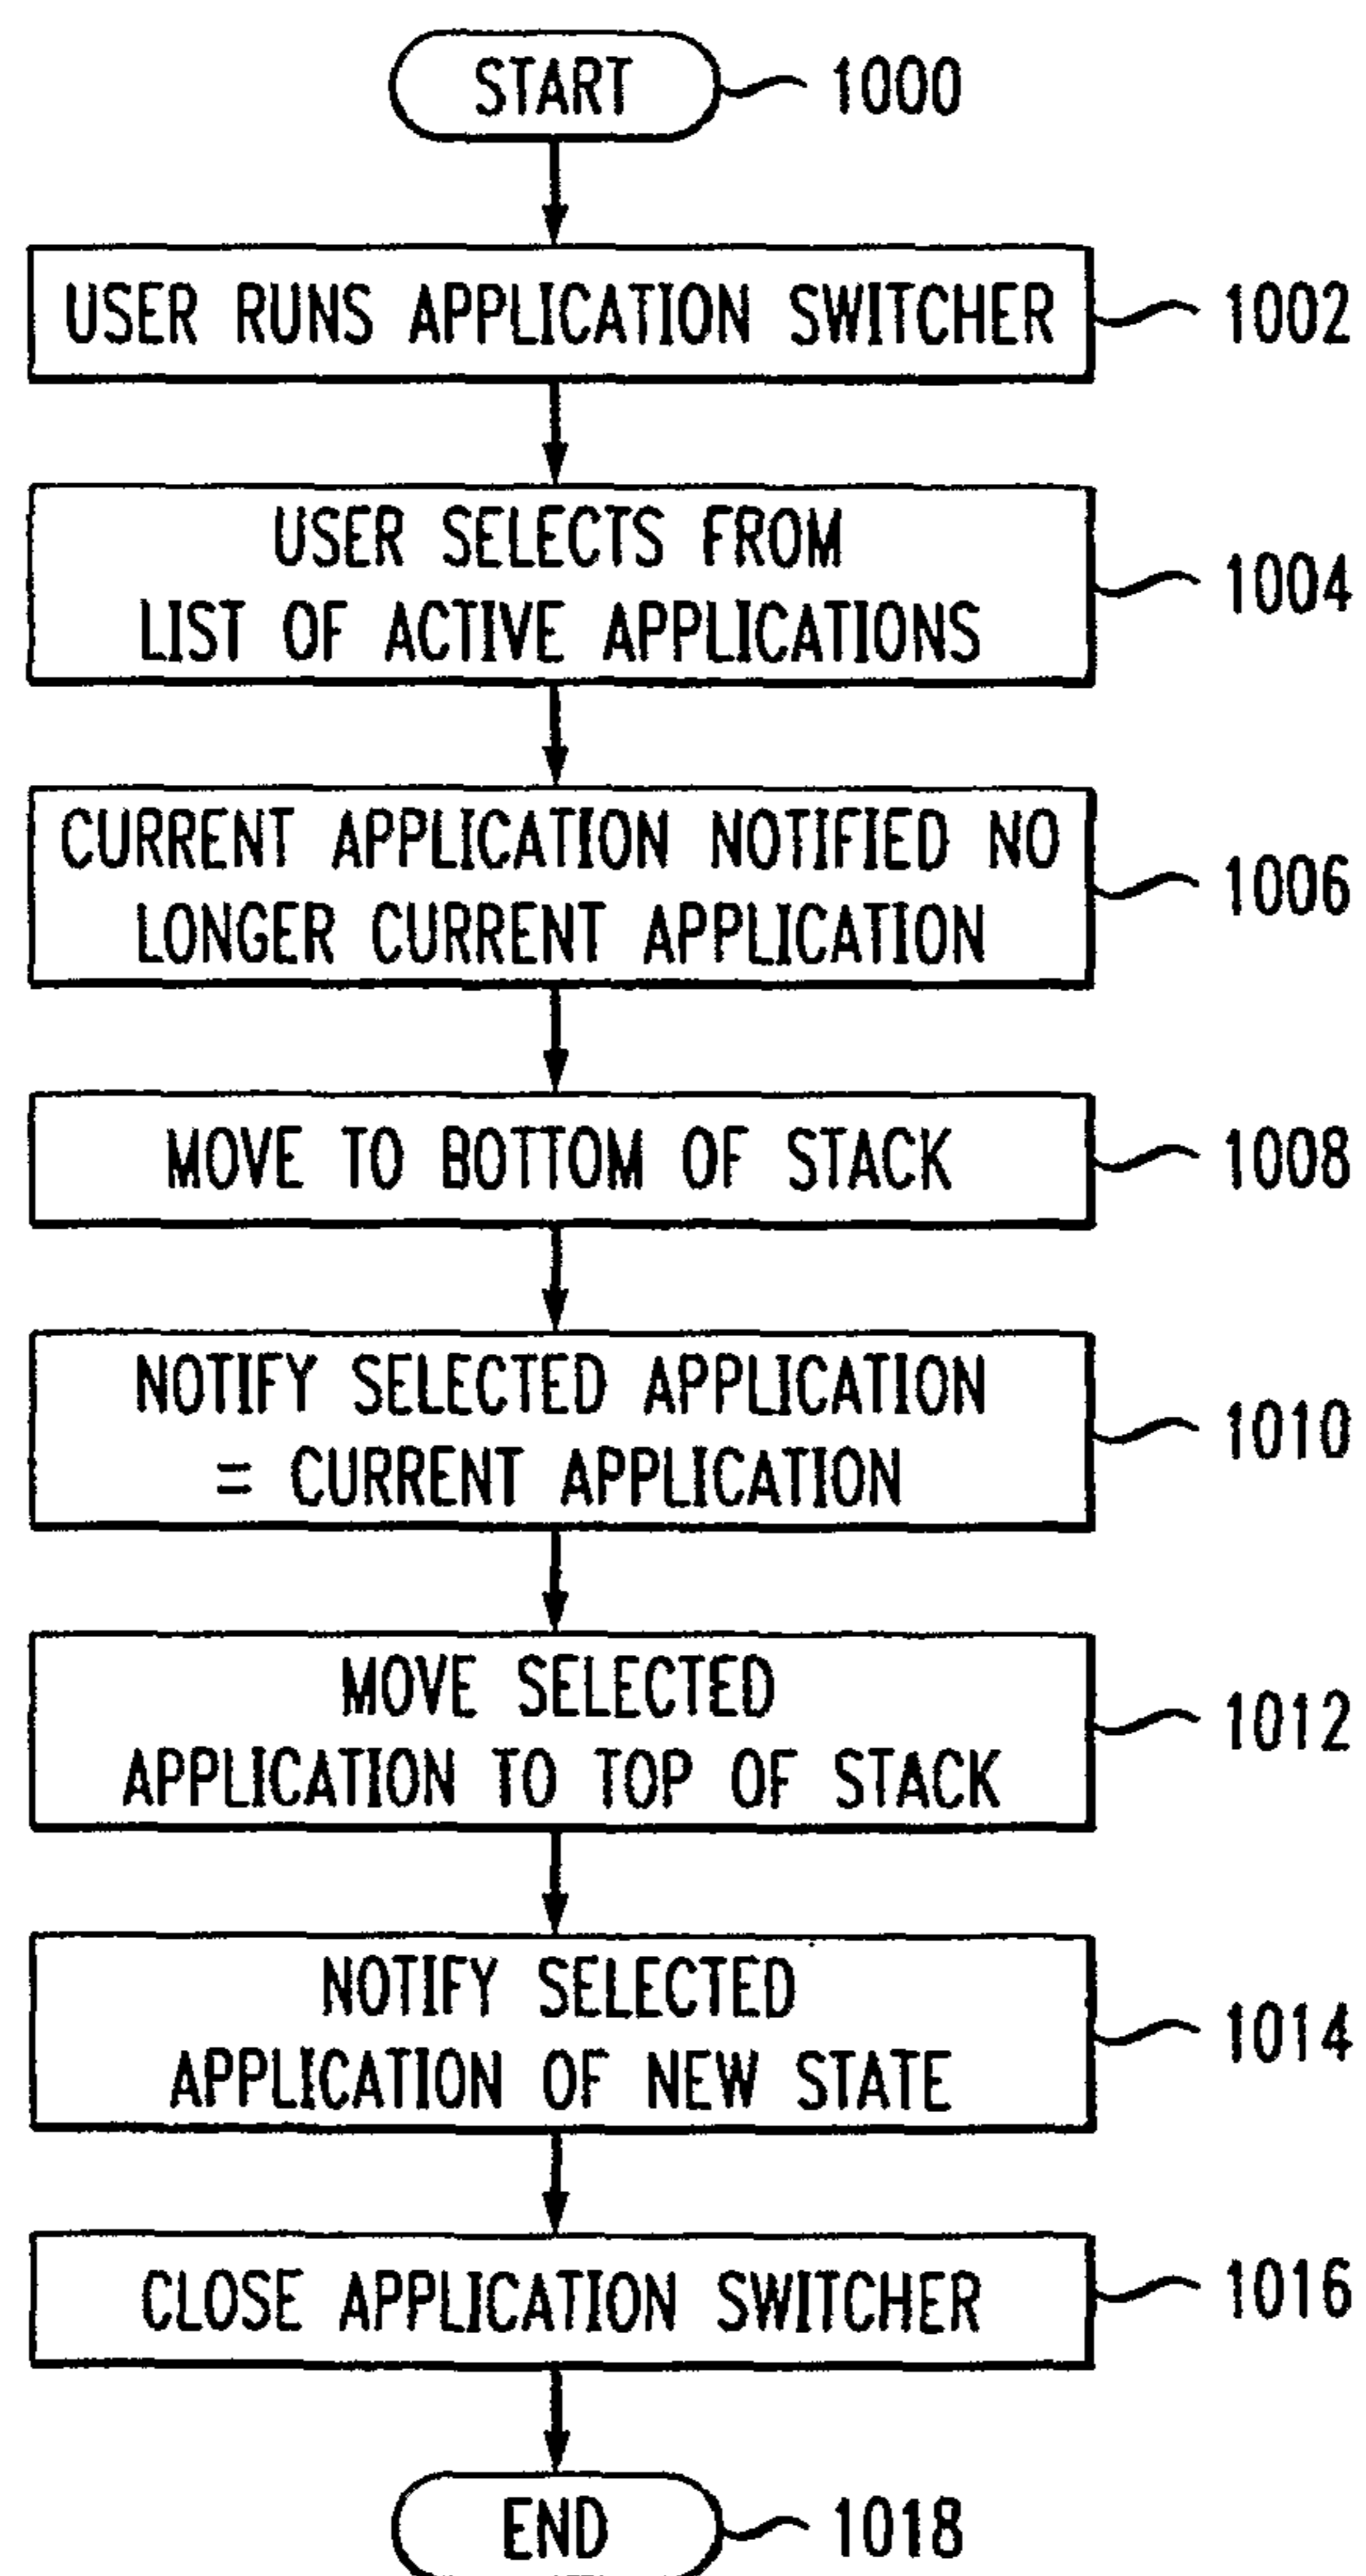 START 1000
USER RUNS APPLICATION SWITCHER 1002
USER SELECTS FROM
LIST OF ACTIVE APPLICATIONS 1004
CURRENT APPLICATION NOTIFIED NO
LONGER CURRENT APPLICATION 1006
MOVE TO BOTTOM OF STACK 1008
NOTIFY SELECTED APPLICATION
= CURRENT APPLICATION 1010
MOVE SELECTED
APPLICATION TO TOP OF STACK 1012
NOTIFY SELECTED
APPLICATION OF NEW STATE 1014
CLOSE APPLICATION SWITCHER 1016
END 1018